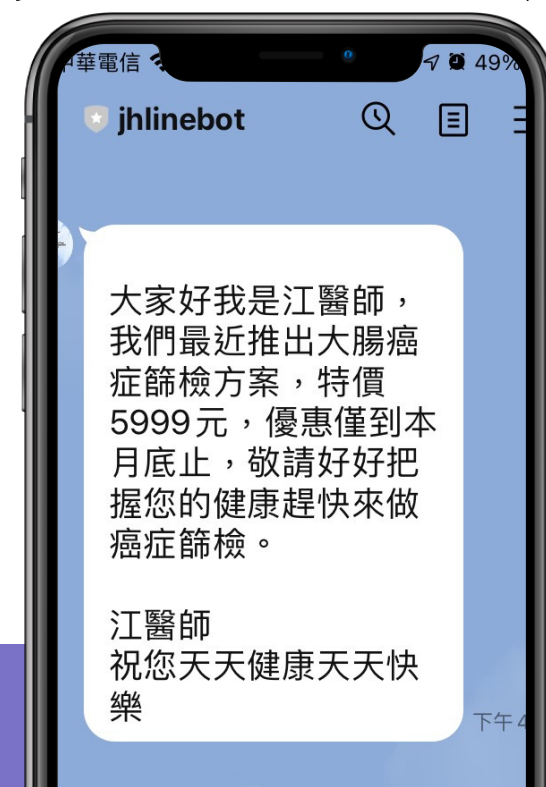 中華電信
49%
jhlinebot
大家好我是江醫師，
我們最近推出大腸癌
症篩檢方案，特價
5999元，優惠僅到本
月底止，敬請好好把
握您的健康趕快來做
癌症篩檢。
江醫師
祝您天天健康天天快
樂
下午4